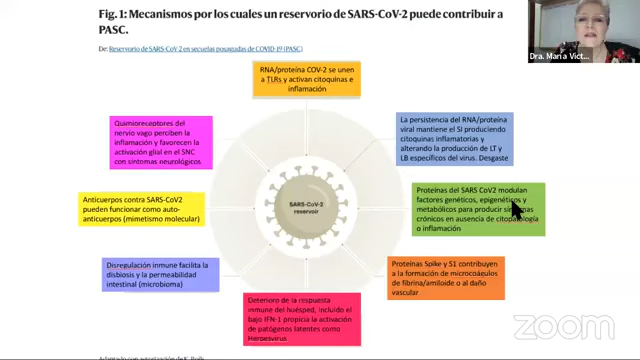 Fig. 1: Mecanismos por los cuales un reservorio de SARS-CoV-2 puede contribuir a
PASC.
De: Reservorio de SARS-CoV-2 en secuelas posagudas de COVID-19 (PASC)
Dra. María Vict...
RNA/proteína COV-2 se unen
a TLRs y activan citoquinas e
inflamación
Quimioreceptores del
nervio vago perciben la
inflamación y favorecen la
activación glial en el SNC
con síntomas neurológicos
La persistencia del RNA/proteína
viral mantiene el SI produciendo
citoquinas inflamatorias y
alterando la producción de LT y
LB específicos del virus. Desgaste
Anticuerpos contra SARS-CoV2
pueden funcionar como auto-
anticuerpos (mimetismo molecular)
SARS-CoV-2
reservoir
Proteínas del SARS CoV2 modulan
factores genéticos, epigenéticos y
metabólicos para producir síntomas
crónicos en ausencia de citopatología
o inflamación
Disregulación inmune facilita la
disbiosis y la permeabilidad
intestinal (microbioma)
Proteínas Spike y S1 contribuyen
a la formación de microcoágulos
de fibrina/amiloide o al daño
vascular.
Deterioro de la respuesta
inmune del huésped, incluido el
bajo IFN-1 propicia la activación
de patógenos latentes como
Herpesvirus
zoom
Adaptado con autorización de